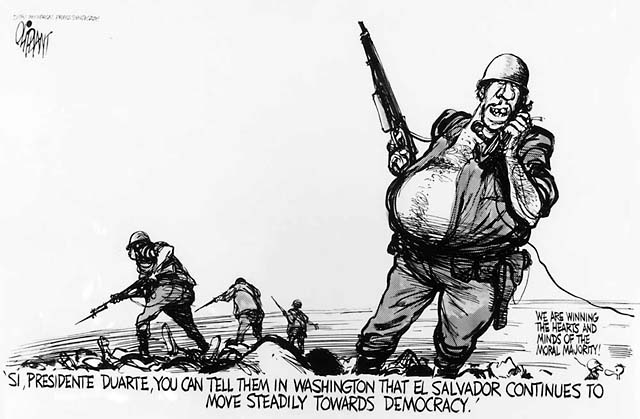 OLIPHANT
WE ARE WINNING
THE HEARTS AND
MINDS OF THE
MORAL MAJORITY!
'SI, PRESIDENTE DUARTE, YOU CAN TELL THEM IN WASHINGTON THAT EL SALVADOR CONTINUES TO
MOVE STEADILY TOWARDS DEMOCRACY.'